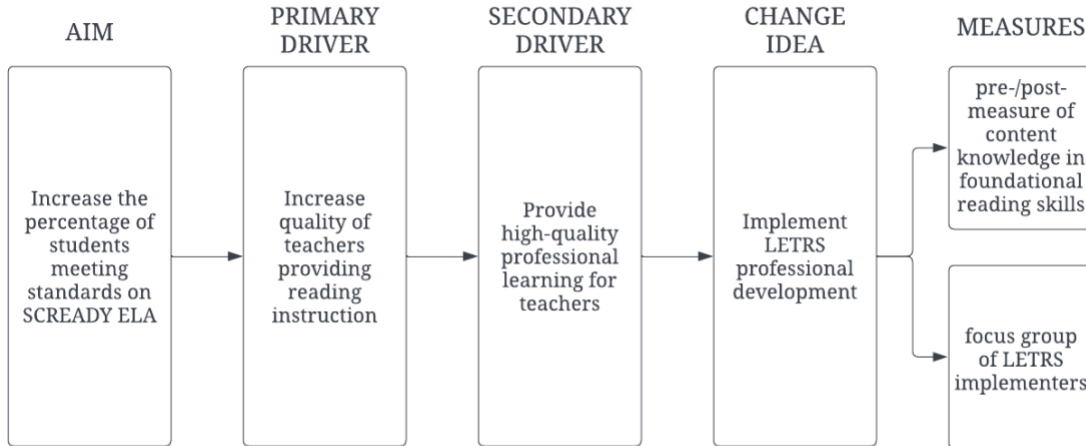 AIM
PRIMARY
DRIVER
SECONDARY
DRIVER
CHANGE
IDEA
MEASURES
Increase the
percentage of
students
meeting
standards on
SCREADY ELA
Increase
quality of
teachers
providing
reading
instruction
Provide
high-quality
professional
learning for
teachers
Implement
LETRS
professional
development
pre-/post-
measure of
content
knowledge in
foundational
reading skills
focus group
of LETRS
implementers